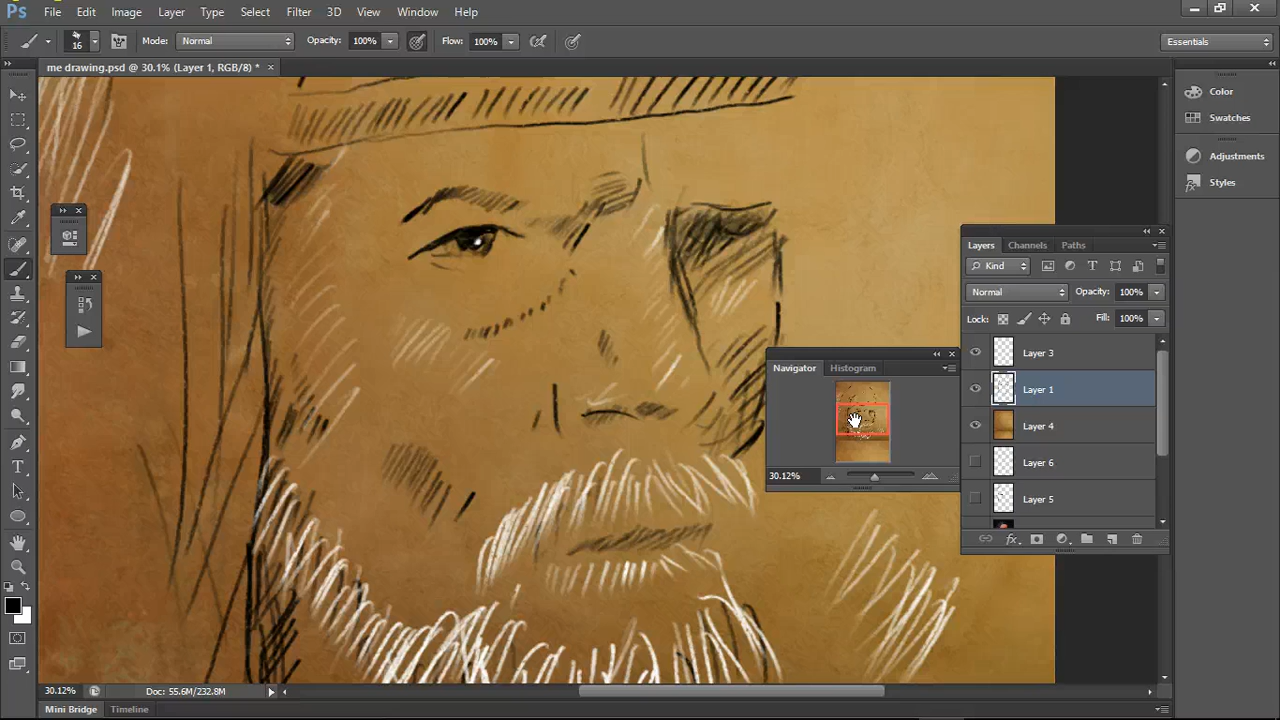 Ps File Edit Image Layer Type Select Filter 3D View Window Help
16 Mode: Normal Opacity: 100% Flow: 100% Essentials
me drawing.psd @ 30.1% (Layer 1, RGB/8) * ×
Color
Swatches
Adjustments
Styles
Layers Channels Paths
Kind
Normal Opacity: 100%
Lock: Fill: 100%
Layer 3
Layer 1
Layer 4
Layer 6
Layer 5
Navigator Histogram
30.12%
30.12% Doc: 55.6M/232.8M
Mini Bridge Timeline